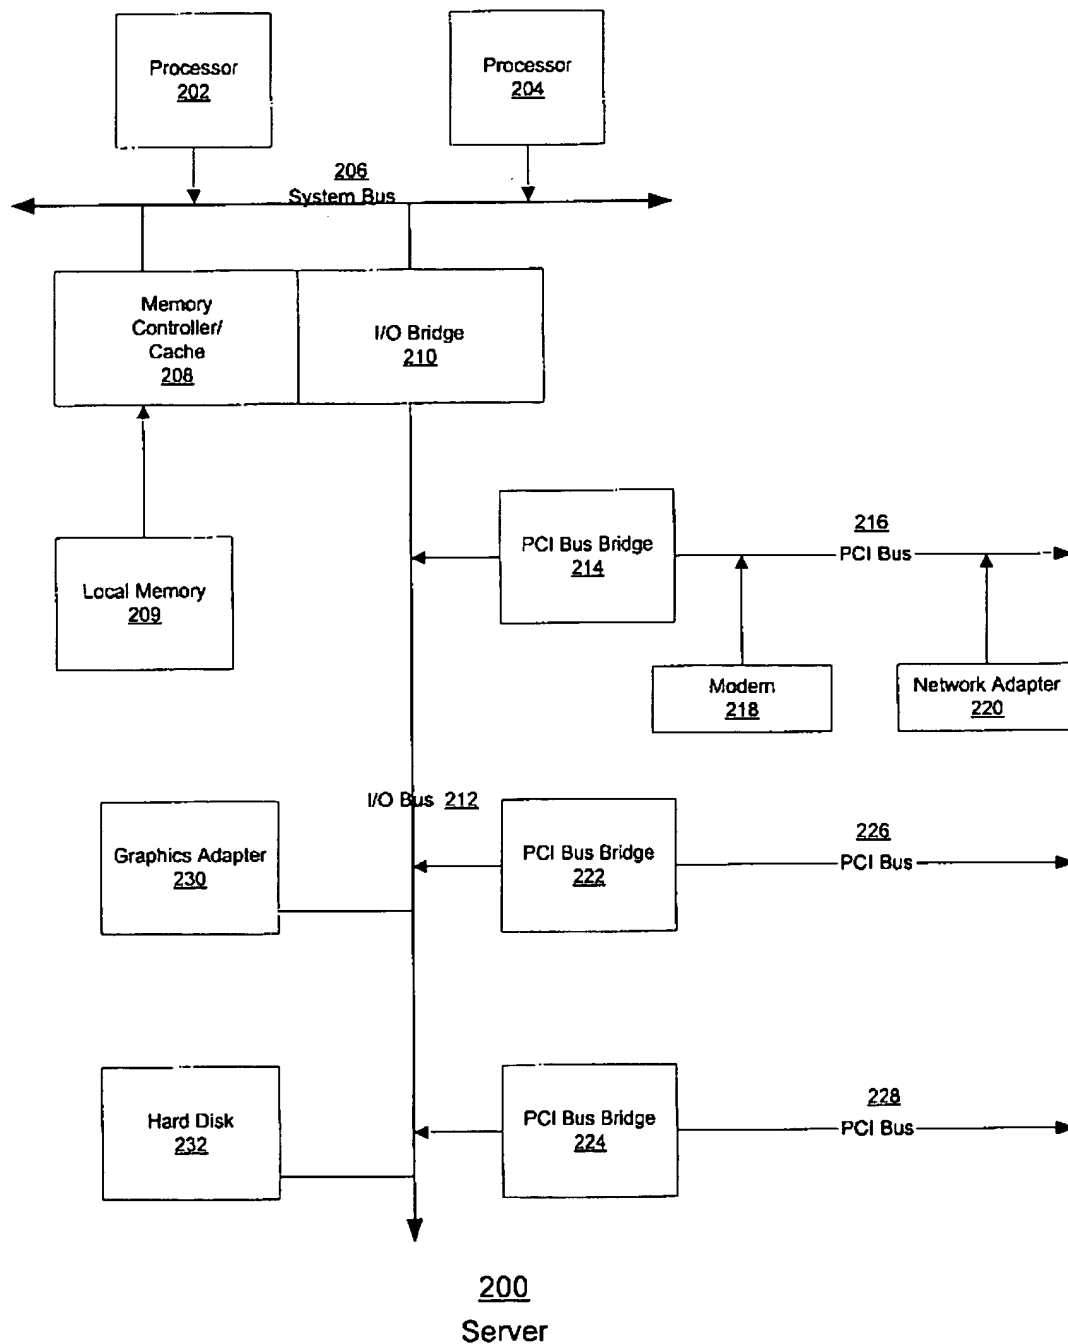 Processor
202
Processor
204
206
System Bus
Memory
Controller/
Cache
208
I/O Bridge
210
PCI Bus Bridge
214
216
PCI Bus
Local Memory
209
Modem
218
Network Adapter
220
I/O Bus 212
Graphics Adapter
230
PCI Bus Bridge
222
226
PCI Bus
Hard Disk
232
PCI Bus Bridge
224
228
PCI Bus
200
Server